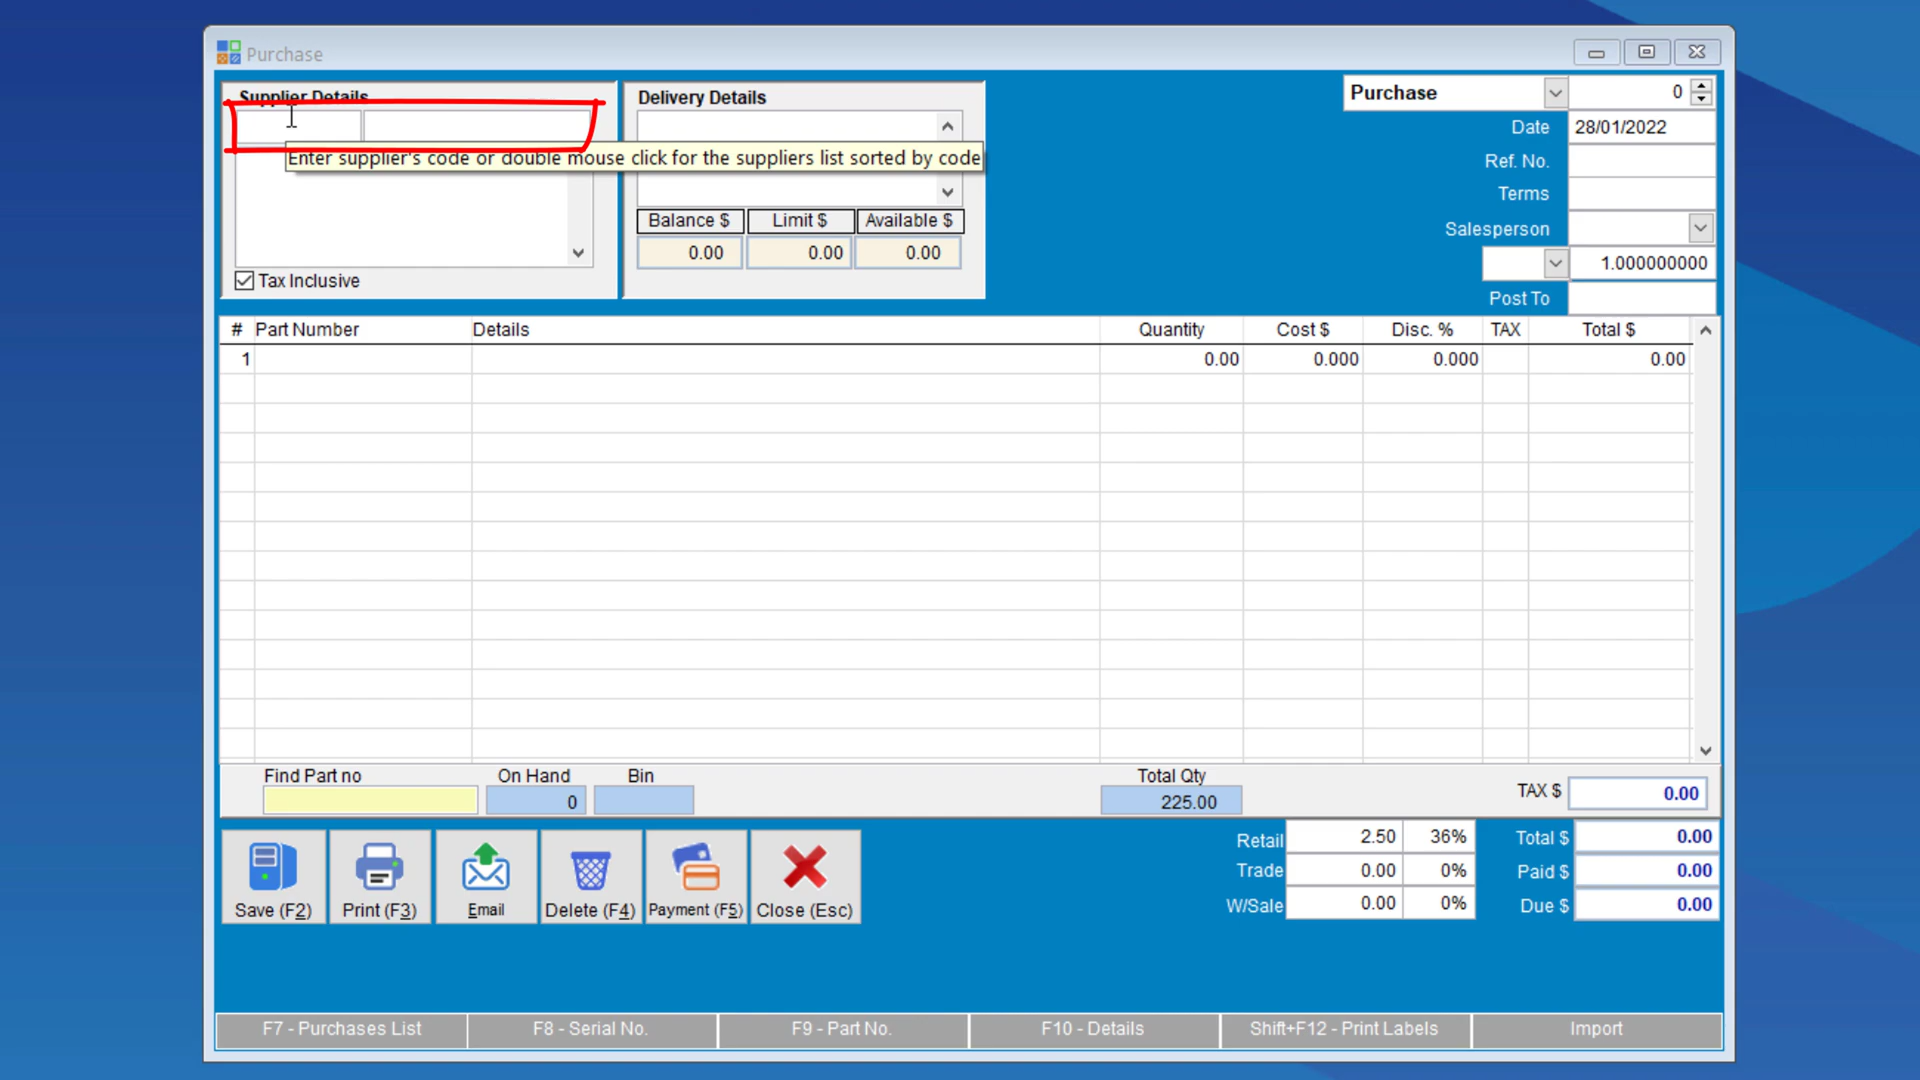 Purchase
Supplier Details
Delivery Details
Purchase 0
Date 28/01/2022
Enter supplier's code or double mouse click for the suppliers list sorted by code
Ref. No.
Terms
Balance $ Limit $ Available $
Salesperson
0.00 0.00 0.00
1.000000000
Tax Inclusive
Post To
# Part Number Details Quantity Cost $ Disc. % TAX Total $
1 0.00 0.000 0.000 0.00
Find Part no On Hand Bin Total Qty
TAX $ 0.00
0 225.00
Retail 2.50 36% Total $ 0.00
Trade 0.00 0% Paid $ 0.00
W/Sale 0.00 0% Due $ 0.00
Save (F2) Print (F3) Email Delete (F4) Payment (F5) Close (Esc)
F7 - Purchases List F8 - Serial No. F9 - Part No. F10 - Details Shift+F12 - Print Labels Import